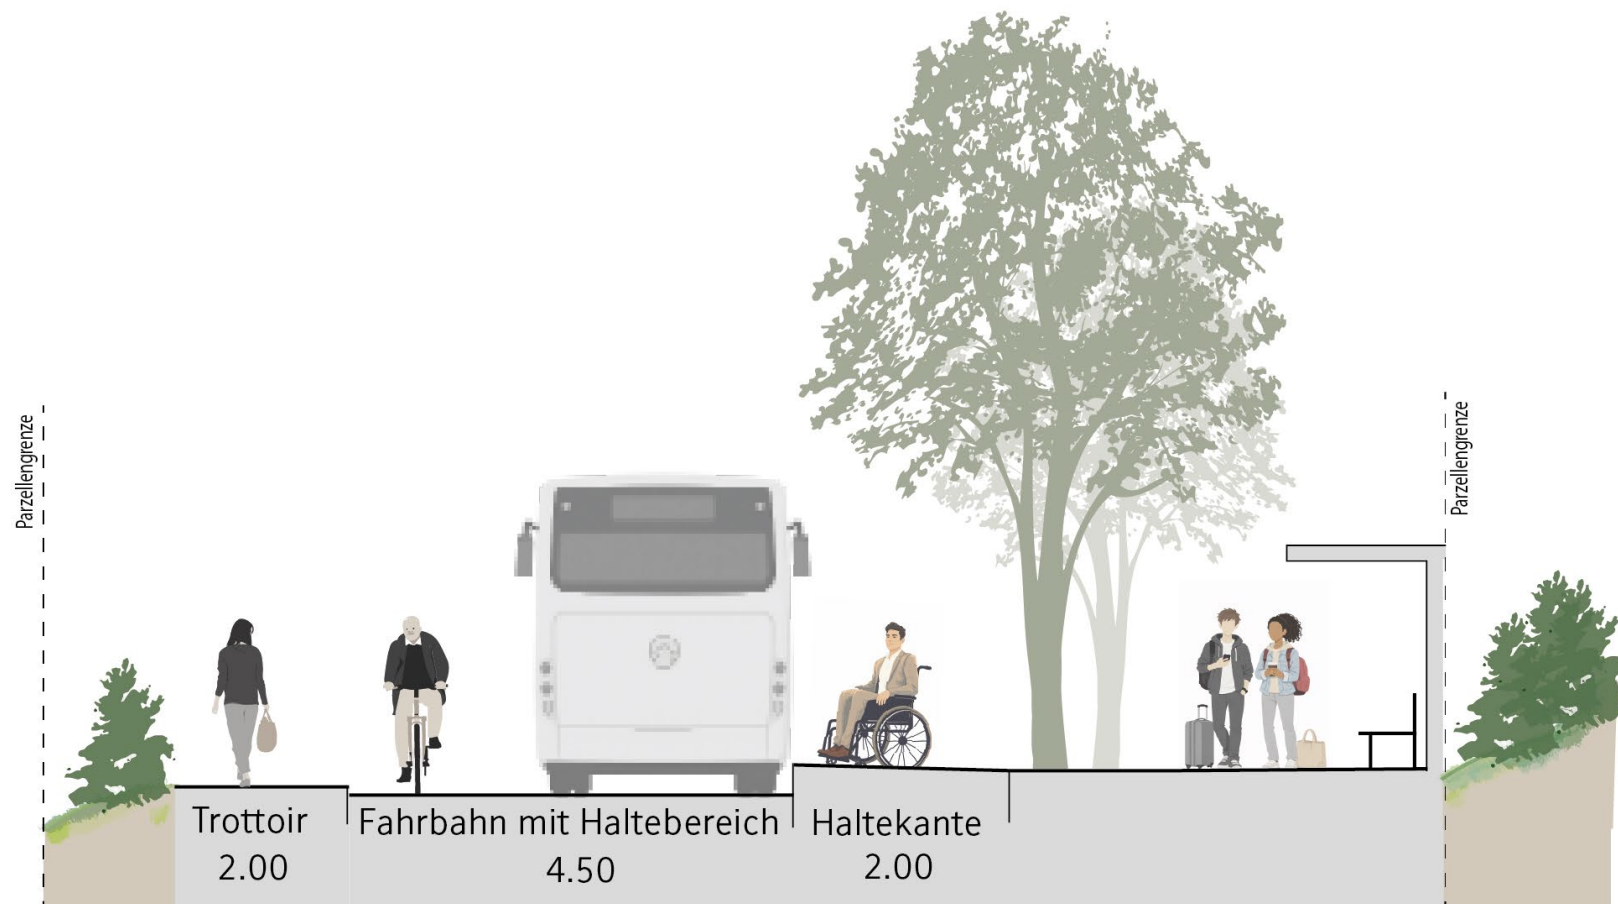 Parzellengrenze
Parzellengrenze
Trottoir
2.00
Fahrbahn mit Haltebereich
4.50
Haltekante
2.00